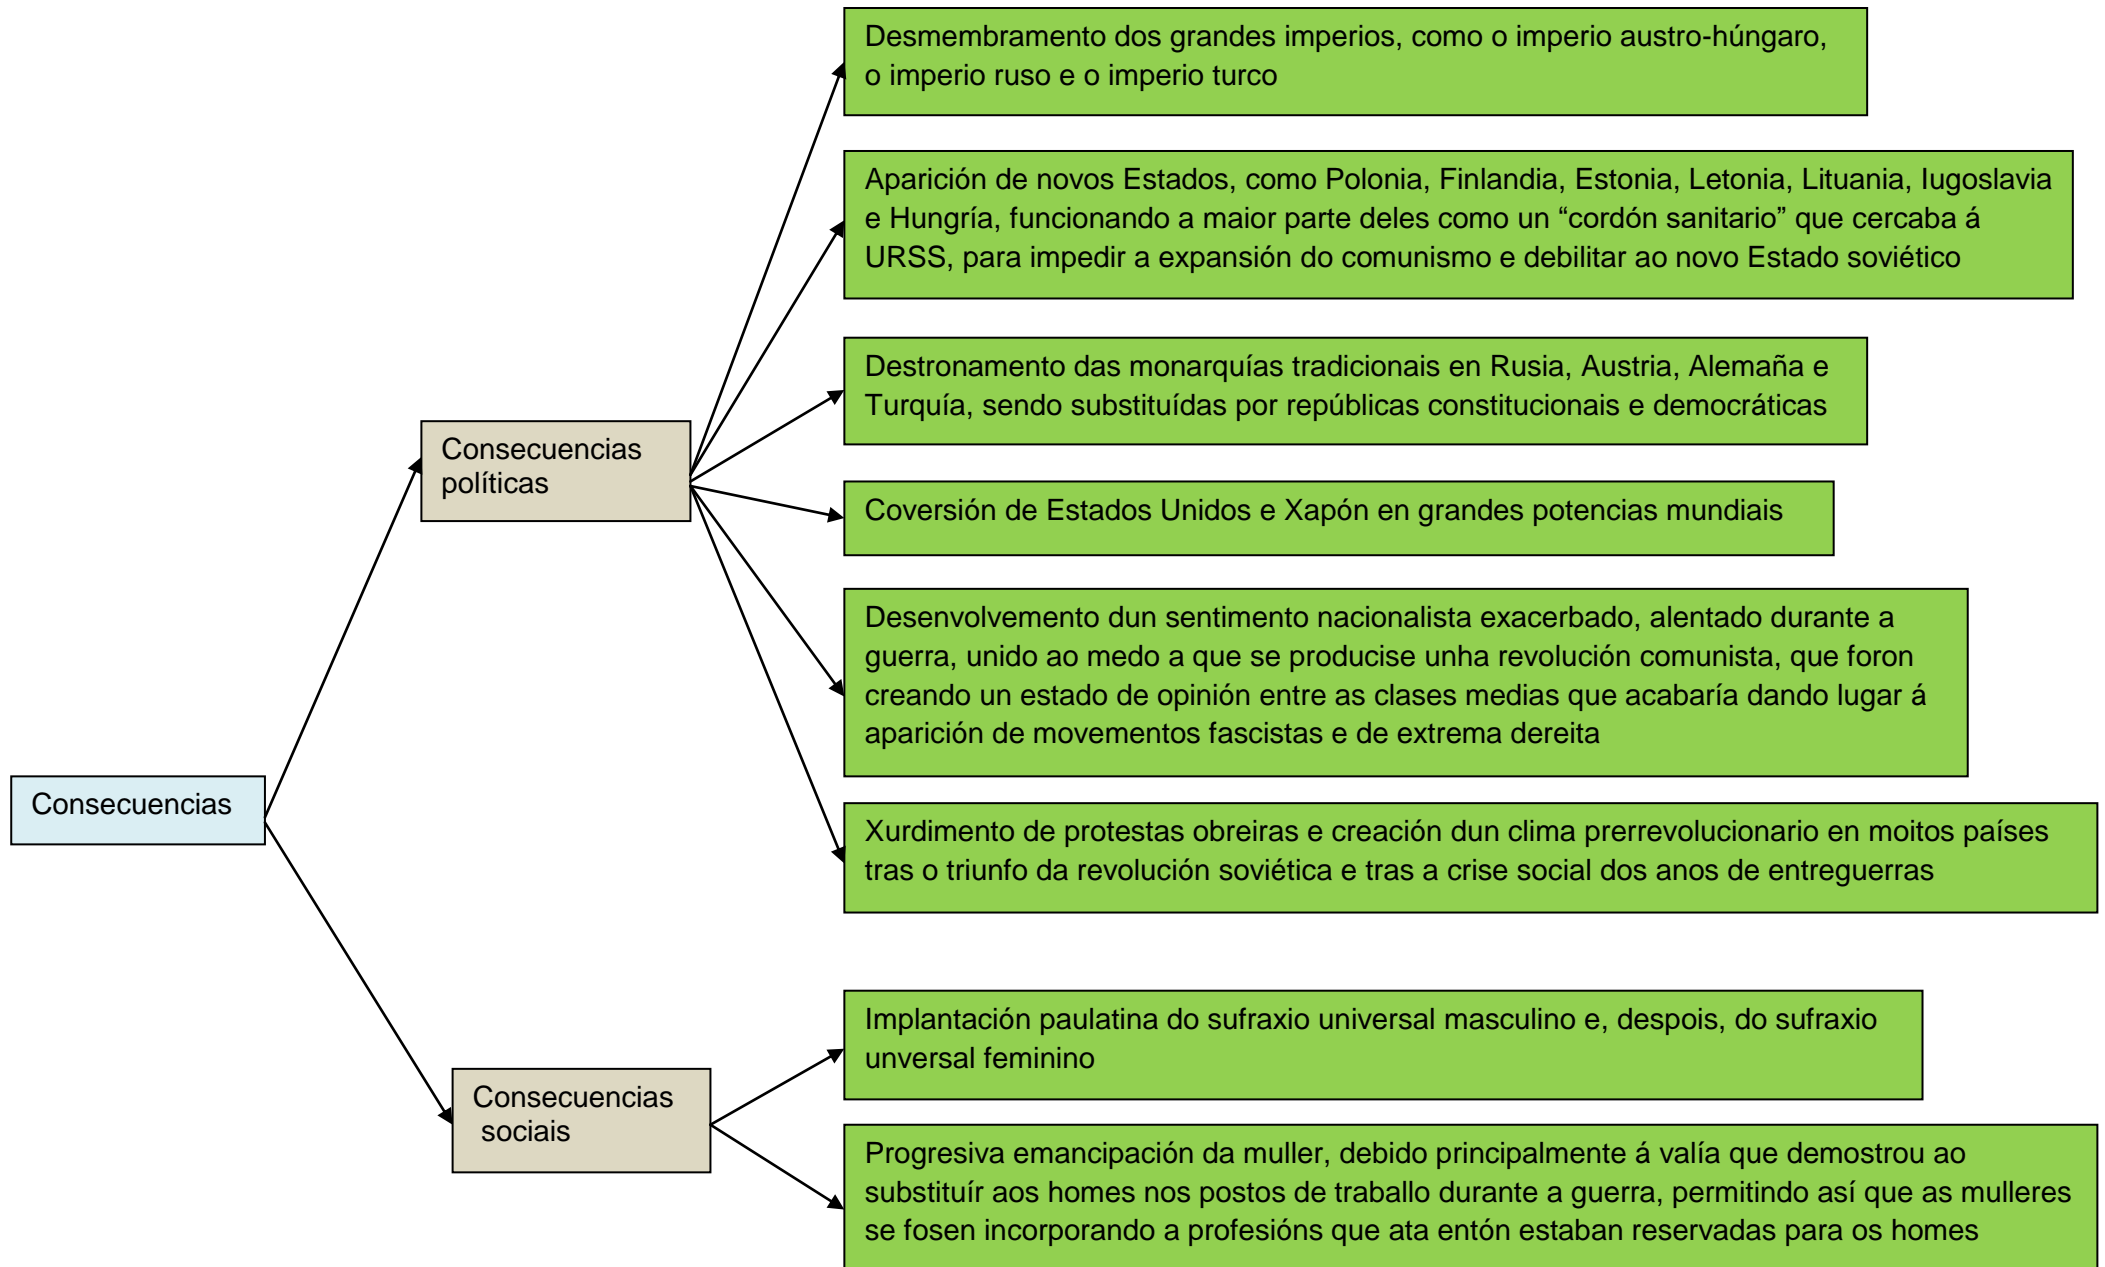 Desmembramento dos grandes imperios, como o imperio austro-húngaro,
o imperio ruso e o imperio turco
Aparición de novos Estados, como Polonia, Finlandia, Estonia, Letonia, Lituania, Iugoslavia
e Hungría, funcionando a maior parte deles como un “cordón sanitario” que cercaba á
URSS, para impedir a expansión do comunismo e debilitar ao novo Estado soviético
Destronamento das monarquías tradicionais en Rusia, Austria, Alemaña e
Turquía, sendo substituídas por repúblicas constitucionais e democráticas
Consecuencias
políticas
Coversión de Estados Unidos e Xapón en grandes potencias mundiais
Desenvolvemento dun sentimento nacionalista exacerbado, alentado durante a
guerra, unido ao medo a que se producise unha revolución comunista, que foron
creando un estado de opinión entre as clases medias que acabaría dando lugar á
aparición de movementos fascistas e de extrema dereita
Consecuencias
Xurdimento de protestas obreiras e creación dun clima prerrevolucionario en moitos países
tras o triunfo da revolución soviética e tras a crise social dos anos de entreguerras
Implantación paulatina do sufraxio universal masculino e, despois, do sufraxio
unversal feminino
Consecuencias
sociais
Progresiva emancipación da muller, debido principalmente á valía que demostrou ao
substituír aos homes nos postos de traballo durante a guerra, permitindo así que as mulleres
se fosen incorporando a profesións que ata entón estaban reservadas para os homes